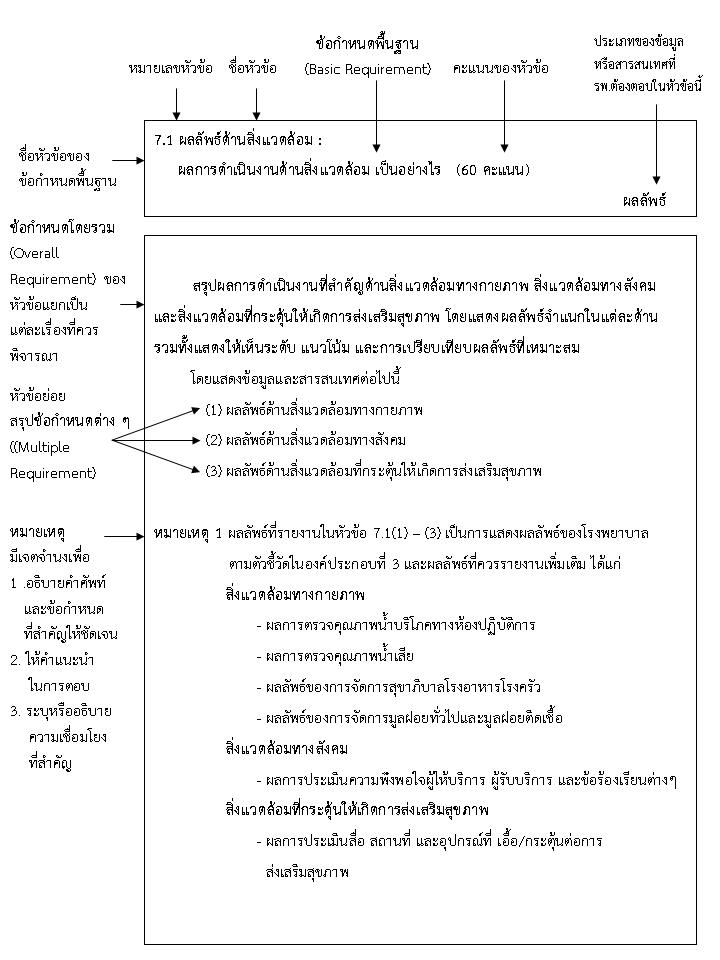 ข้อกำหนดพื้นฐาน
(Basic Requirement)
ประเภทของข้อมูล
หรือสารสนเทศที่
รพ.ต้องตอบในหัวข้อนี้
หมายเลขหัวข้อ
ชื่อหัวข้อ
คะแนนของหัวข้อ
ชื่อหัวข้อของ
ข้อกำหนดพื้นฐาน
7.1 ผลลัพธ์ด้านสิ่งแวดล้อม :
ผลการดำเนินงานด้านสิ่งแวดล้อม เป็นอย่างไร (60 คะแนน)
ผลลัพธ์
ข้อกำหนดโดยรวม
(Overall
Requirement) ของ
หัวข้อแยกเป็น
แต่ละเรื่องที่ควร
พิจารณา
สรุปผลการดำเนินงานที่สำคัญด้านสิ่งแวดล้อมทางกายภาพ สิ่งแวดล้อมทางสังคม
และสิ่งแวดล้อมที่กระตุ้นให้เกิดการส่งเสริมสุขภาพ โดยแสดงผลลัพธ์จำแนกในแต่ละด้าน
รวมทั้งแสดงให้เห็นระดับ แนวโน้ม และการเปรียบเทียบผลลัพธ์ที่เหมาะสม
โดยแสดงข้อมูลและสารสนเทศต่อไปนี้
หัวข้อย่อย
สรุปข้อกำหนดต่าง ๆ
((Multiple
Requirement)
(1) ผลลัพธ์ด้านสิ่งแวดล้อมทางกายภาพ
(2) ผลลัพธ์ด้านสิ่งแวดล้อมทางสังคม
(3) ผลลัพธ์ด้านสิ่งแวดล้อมที่กระตุ้นให้เกิดการส่งเสริมสุขภาพ
หมายเหตุ
มีเจตจำนงเพื่อ
1 .อธิบายคำศัพท์
และข้อกำหนด
ที่สำคัญให้ชัดเจน
2. ให้คำแนะนำ
ในการตอบ
3. ระบุหรืออธิบาย
ความเชื่อมโยง
ที่สำคัญ
หมายเหตุ 1 ผลลัพธ์ที่รายงานในหัวข้อ 7.1(1) – (3) เป็นการแสดงผลลัพธ์ของโรงพยาบาล
ตามตัวชี้วัดในองค์ประกอบที่ 3 และผลลัพธ์ที่ควรรายงานเพิ่มเติม ได้แก่
สิ่งแวดล้อมทางกายภาพ
- ผลการตรวจคุณภาพน้ำบริโภคทางห้องปฏิบัติการ
- ผลการตรวจคุณภาพน้ำเสีย
- ผลลัพธ์ของการจัดการสุขาภิบาลโรงอาหารโรงครัว
- ผลลัพธ์ของการจัดการมูลฝอยทั่วไปและมูลฝอยติดเชื้อ
สิ่งแวดล้อมทางสังคม
- ผลการประเมินความพึงพอใจผู้ให้บริการ ผู้รับบริการ และข้อร้องเรียนต่างๆ
สิ่งแวดล้อมที่กระตุ้นให้เกิดการส่งเสริมสุขภาพ
- ผลการประเมินสื่อ สถานที่ และอุปกรณ์ที่ เอื้อ/กระตุ้นต่อการ
ส่งเสริมสุขภาพ